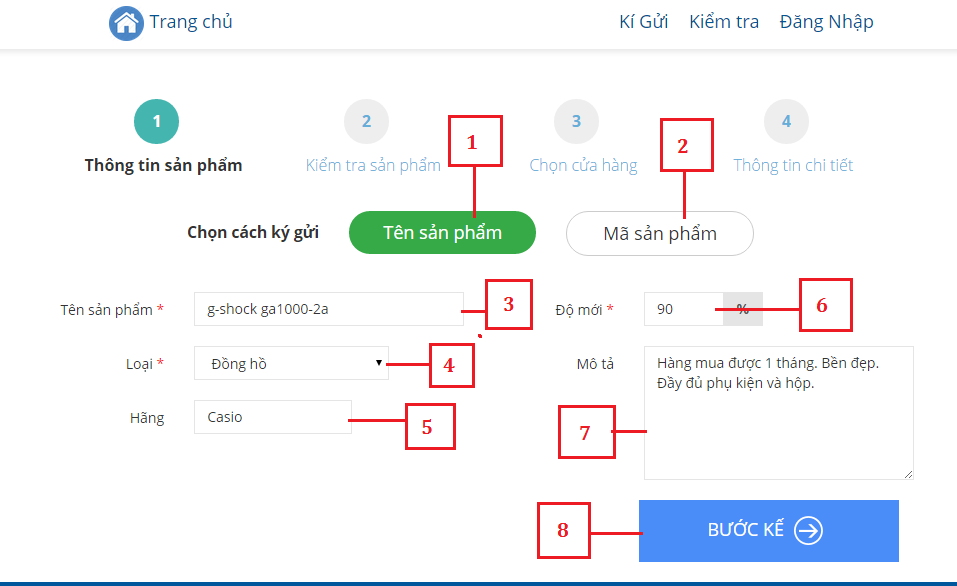 Trang chủ Kí Gửi Kiểm tra Đăng Nhập
1 2 3 4
Thông tin sản phẩm Kiểm tra sản phẩm Chọn cửa hàng Thông tin chi tiết
1 2
Chọn cách ký gửi Tên sản phẩm Mã sản phẩm
Tên sản phẩm * g-shock ga1000-2a 3 Độ mới * 90 % 6
Loại * Đồng hồ 4 Mô tả Hàng mua được 1 tháng. Bền đẹp.
Đầy đủ phụ kiện và hộp.
Hãng Casio 5 7
8 BƯỚC KẾ